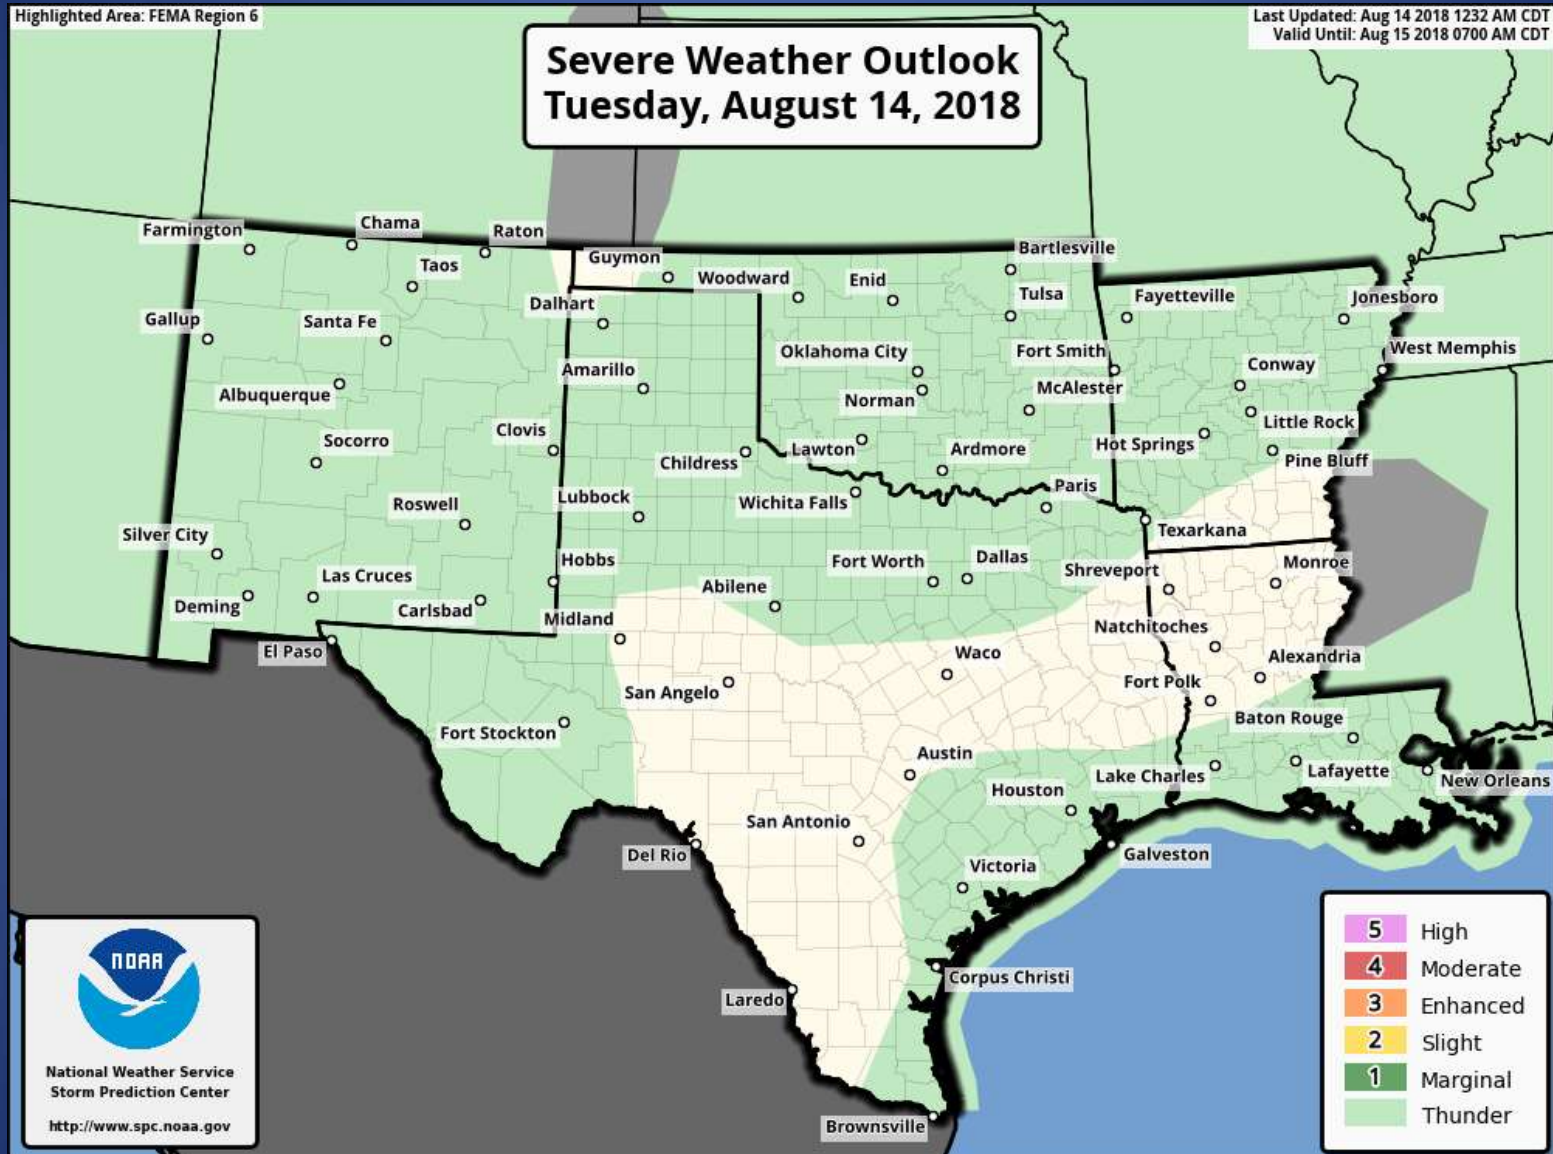 Highlighted Area: FEMA Region 6
Last Updated: Aug 14 2018 1232 AM CDT
Valid Until: Aug 15 2018 0700 AM CDT
Severe Weather Outlook
Tuesday, August 14, 2018
Farmington
Chama
Raton
Taos
Guymon
Woodward
Enid
Bartlesville
Dalhart
Tulsa
Fayetteville
Jonesboro
Gallup
Santa Fe
Oklahoma City
Fort Smith
West Memphis
Amarillo
Conway
Albuquerque
Norman
McAlester
Little Rock
Socorro
Clovis
Childress
Lawton
Ardmore
Hot Springs
Pine Bluff
Roswell
Lubbock
Wichita Falls
Paris
Texarkana
Silver City
Hobbs
Fort Worth
Dallas
Shreveport
Monroe
Las Cruces
Deming
Carlsbad
Midland
Abilene
Natchitoches
El Paso
Waco
Alexandria
San Angelo
Fort Polk
Fort Stockton
Baton Rouge
Austin
Lake Charles
Lafayette
New Orleans
Houston
San Antonio
Del Rio
Galveston
Victoria
Corpus Christi
Laredo
Brownsville
NOAA
National Weather Service
Storm Prediction Center
http://www.spc.noaa.gov
5 High
4 Moderate
3 Enhanced
2 Slight
1 Marginal
Thunder